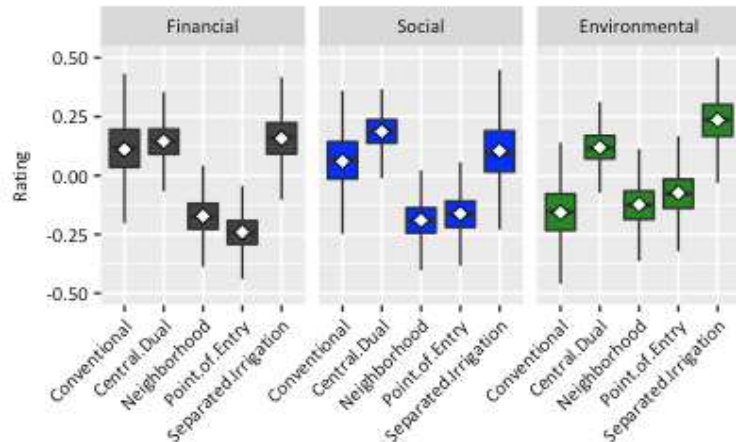 Financial
Social
Environmental
Rating
0.50
0.25
0.00
-0.25
-0.50
Conventional
Central.Dual
Neighborhood
Point.of.Entry
Separated.Irrigation
Conventional
Central.Dual
Neighborhood
Point.of.Entry
Separated.Irrigation
Conventional
Central.Dual
Neighborhood
Point.of.Entry
Separated.Irrigation